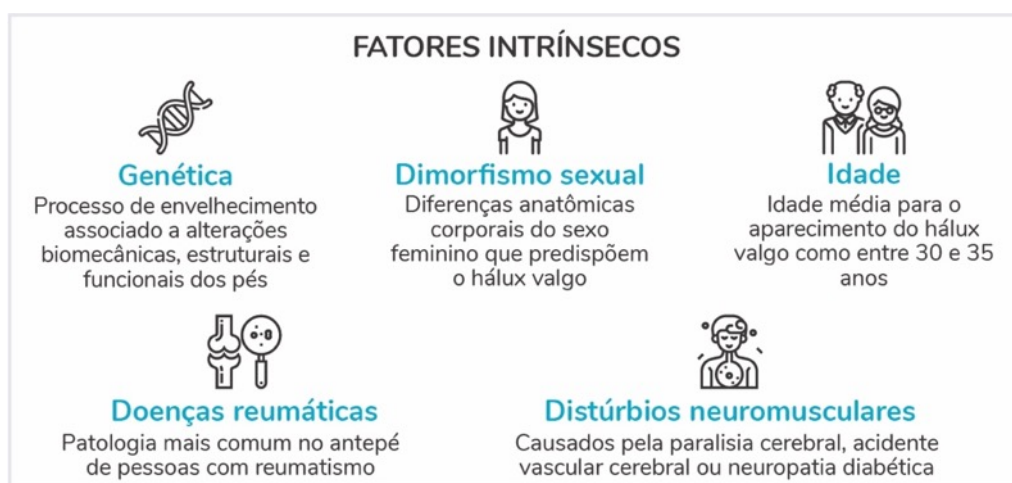 FATORES INTRÍNSECOS
Genética
Processo de envelhecimento
associado a alterações
biomecânicas, estruturais e
funcionais dos pés
Dimorfismo sexual
Diferenças anatômicas
corporais do sexo
feminino que predispõem
o hálux valgo
Idade
Idade média para o
aparecimento do hálux
valgo como entre 30 e 35
anos
Doenças reumáticas
Patologia mais comum no antepé
de pessoas com reumatismo
Distúrbios neuromusculares
Causados pela paralisia cerebral, acidente
vascular cerebral ou neuropatia diabética